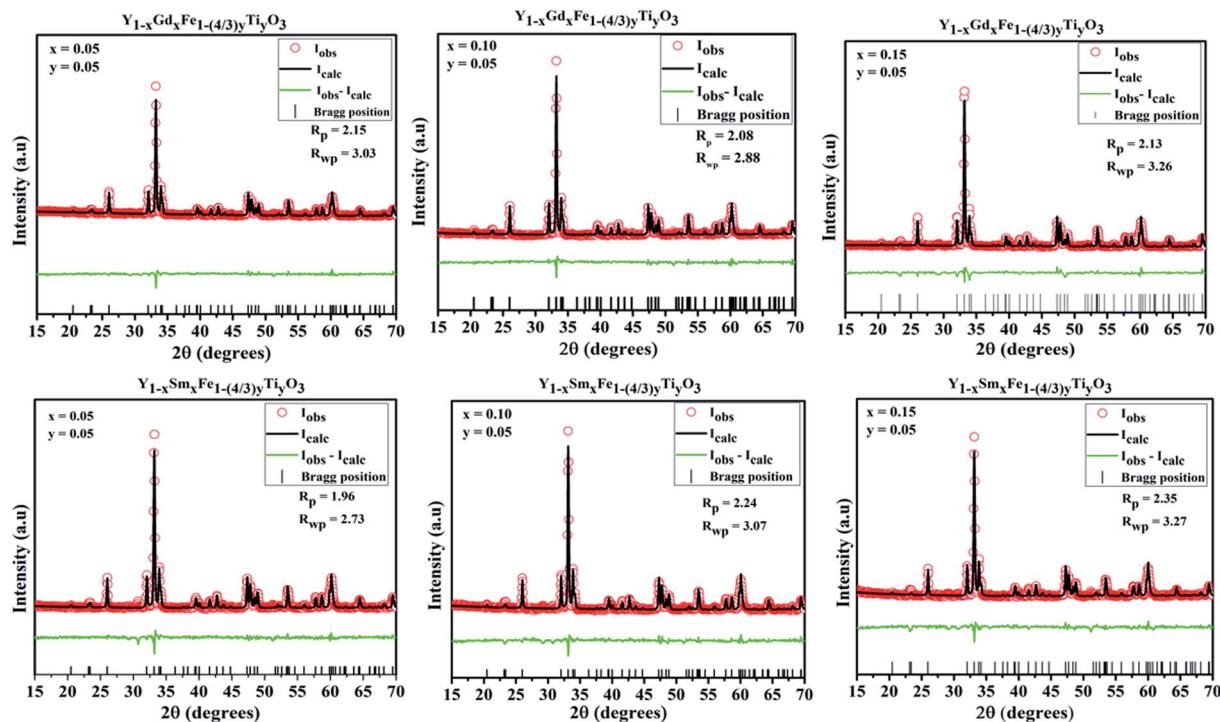 Y1-xGdxFe1-(4/3)yTiyO3
x = 0.05
y = 0.05
Iobs
Icalc
Iobs- Icalc
Bragg position
Rp = 2.15
Rwp = 3.03
Intensity (a.u)
15 20 25 30 35 40 45 50 55 60 65 70
2θ (degrees)
Y1-xGdxFe1-(4/3)yTiyO3
x = 0.10
y = 0.05
Iobs
Icalc
Iobs- Icalc
Bragg position
Rp = 2.08
Rwp = 2.88
Intensity (a.u)
15 20 25 30 35 40 45 50 55 60 65 70
2θ (degrees)
Y1-xGdxFe1-(4/3)yTiyO3
x = 0.15
y = 0.05
Iobs
Icalc
Iobs- Icalc
Bragg position
Rp = 2.13
Rwp = 3.26
Intensity (a.u)
15 20 25 30 35 40 45 50 55 60 65 70
2θ (degrees)
Y1-xSmxFe1-(4/3)yTiyO3
x = 0.05
y = 0.05
Iobs
Icalc
Iobs - Icalc
Bragg position
Rp = 1.96
Rwp = 2.73
Intensity (a.u)
15 20 25 30 35 40 45 50 55 60 65 70
2θ (degrees)
Y1-xSmxFe1-(4/3)yTiyO3
x = 0.10
y = 0.05
Iobs
Icalc
Iobs - Icalc
Bragg position
Rp = 2.24
Rwp = 3.07
Intensity (a.u)
15 20 25 30 35 40 45 50 55 60 65 70
2θ (degrees)
Y1-xSmxFe1-(4/3)yTiyO3
x = 0.15
y = 0.05
Iobs
Icalc
Iobs - Icalc
Bragg position
Rp = 2.35
Rwp = 3.27
Intensity (a.u)
15 20 25 30 35 40 45 50 55 60 65 70
2θ (degrees)